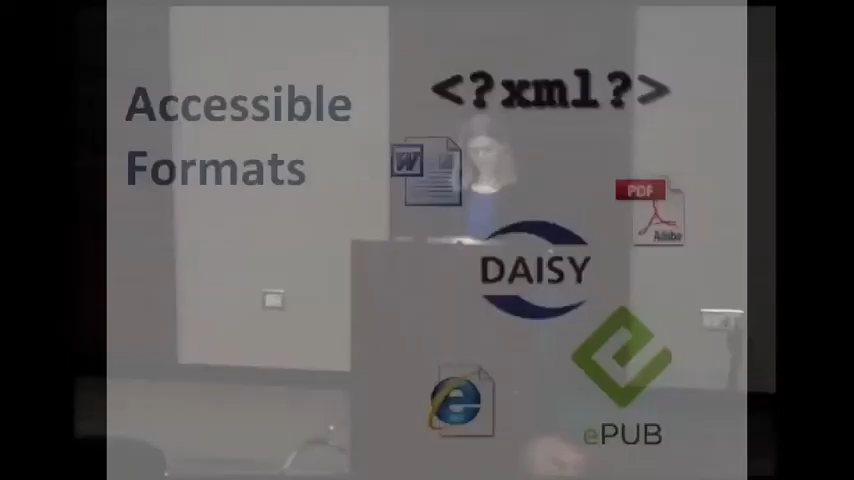 Accessible
Formats
<?xml?>
W
PDF
Adobe
DAISY
e
ePUB